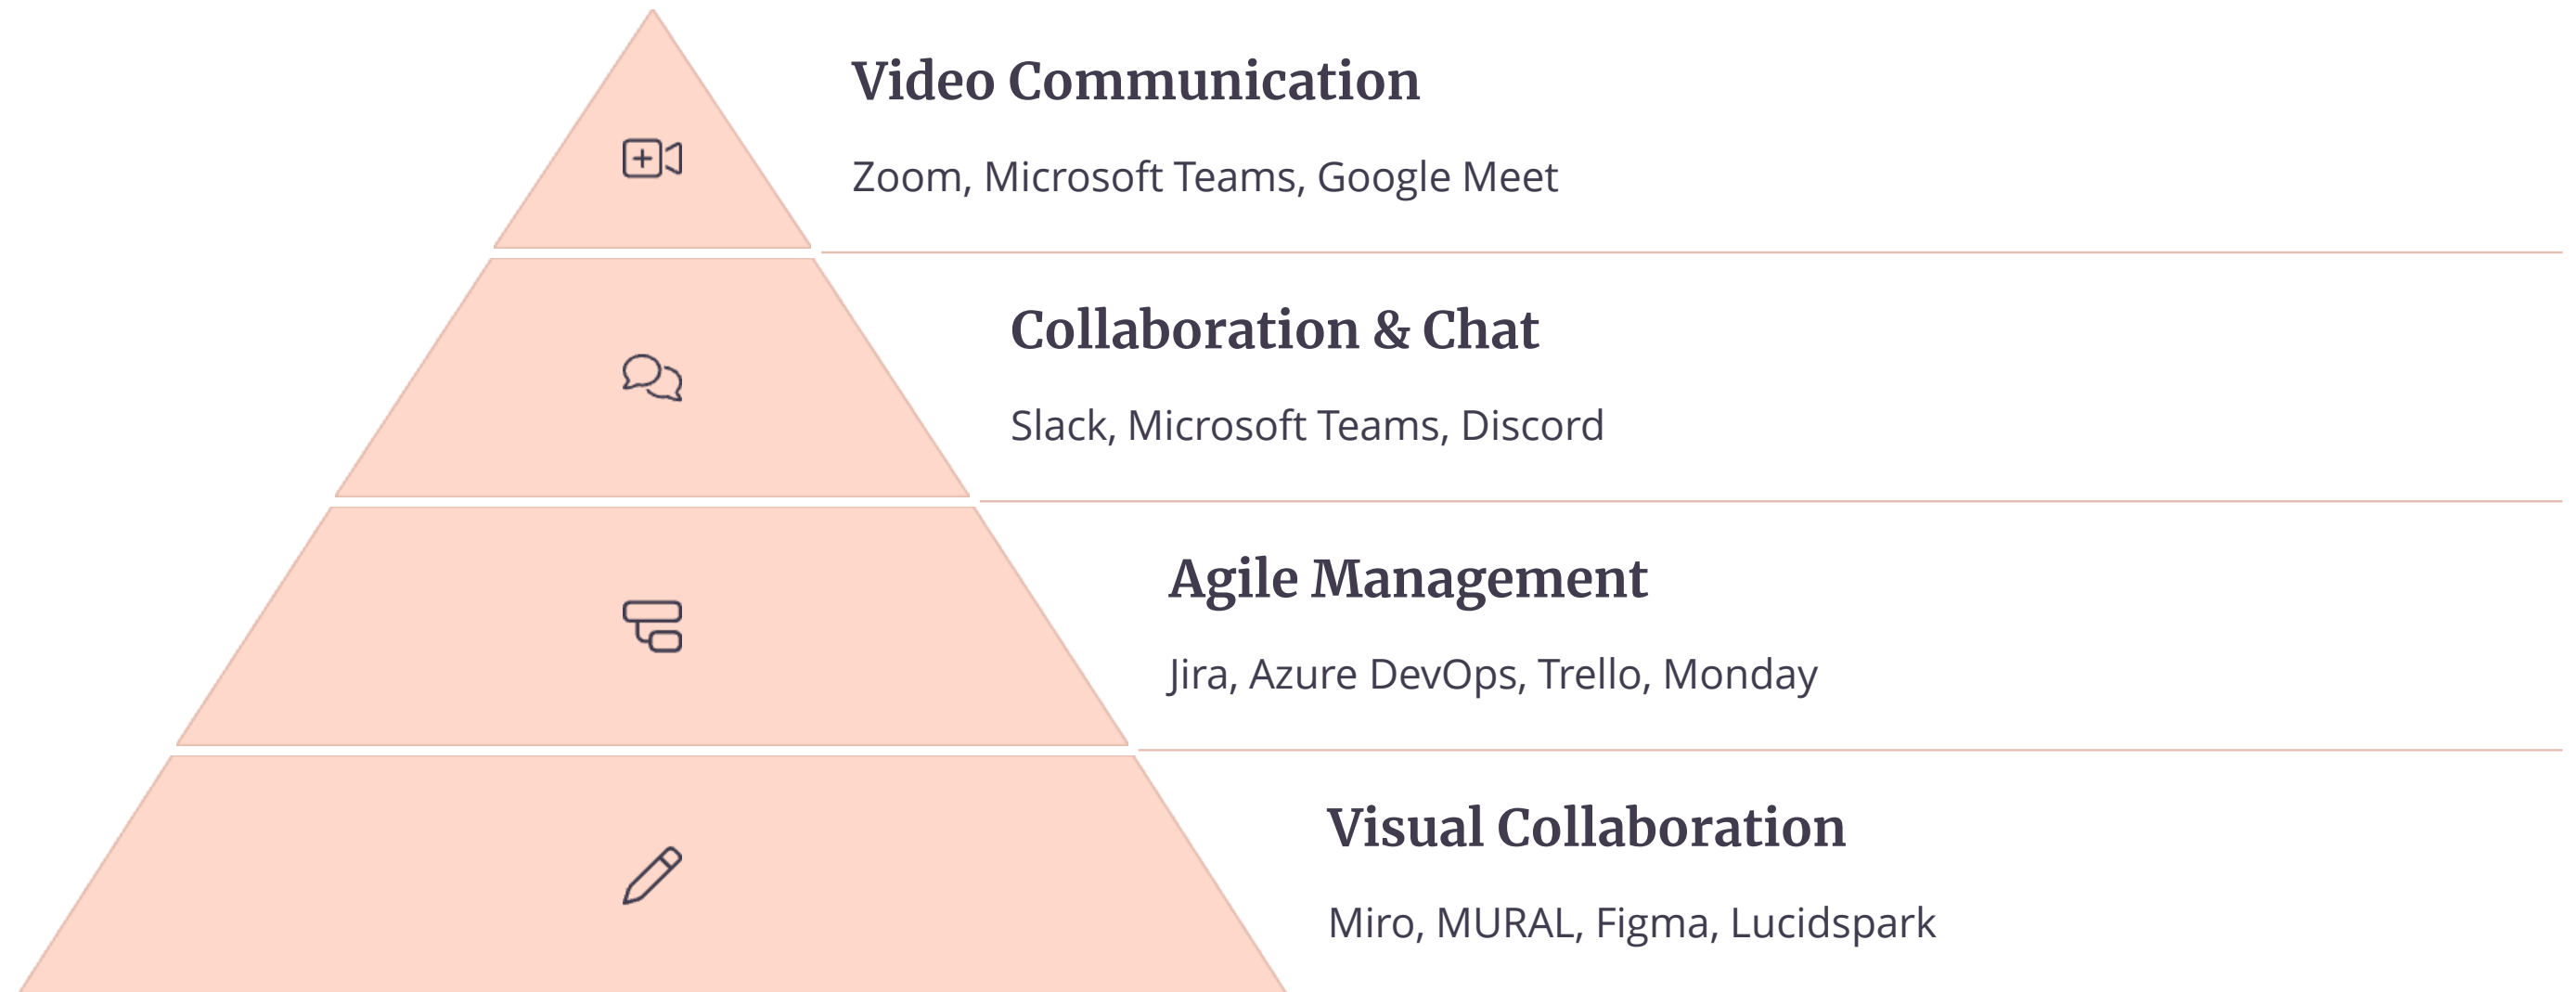 Video Communication
Zoom, Microsoft Teams, Google Meet
Collaboration & Chat
Slack, Microsoft Teams, Discord
Agile Management
Jira, Azure DevOps, Trello, Monday
Visual Collaboration
Miro, MURAL, Figma, Lucidspark